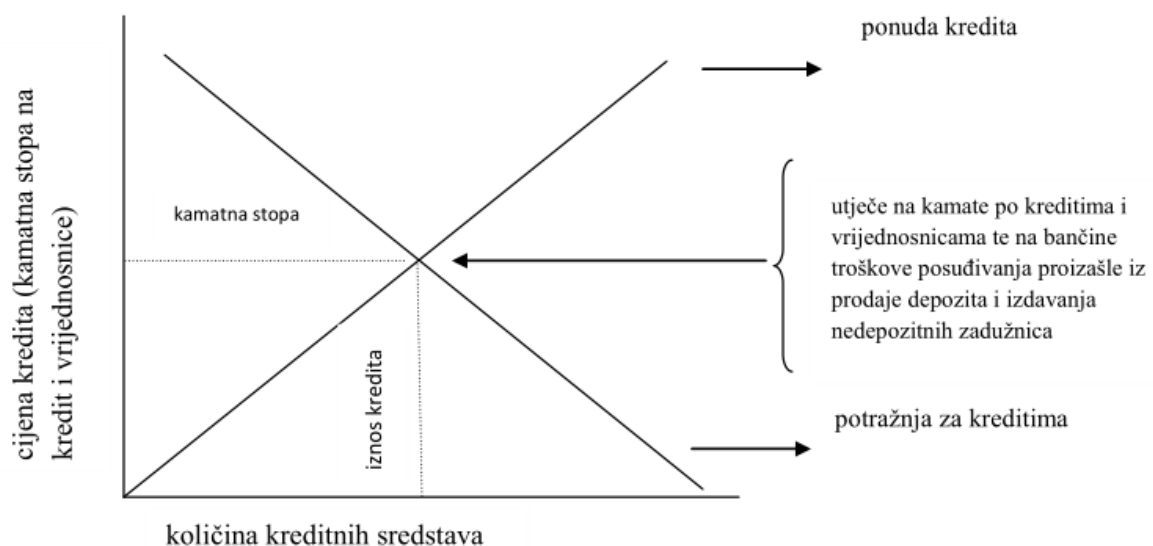 ponuda kredita
cijena kredita (kamatna stopa na
kredit i vrijednosnice)
kamatna stopa
utječe na kamate po kreditima i
vrijednosnicama te na bančine
troškove posuđivanja proizašle iz
prodaje depozita i izdavanja
nedepozitnih zadužnica
iznos kredita
potražnja za kreditima
količina kreditnih sredstava